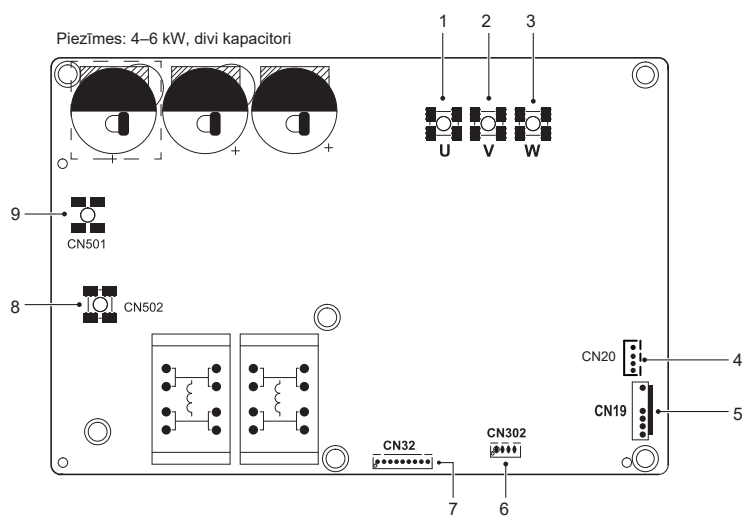 1 2 3
Piezīmes: 4–6 kW, divi kapacitori
+ + +
U V W
9
CN501
8
CN502
CN20
4
CN19
5
CN302
CN32
7 6